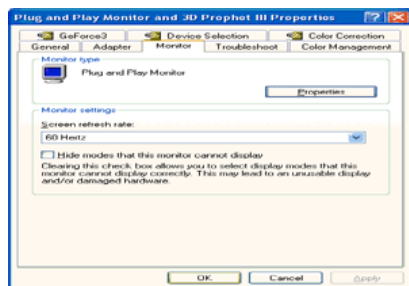 Plug and Play Monitor and 3D Prophet III Properties
GeForce3 Device Selection Color Correction
General Adapter Monitor Troubleshoot Color Management
Monitor type
Plug and Play Monitor
Properties
Monitor settings
Screen refresh rate:
60 Hertz
Hide modes that this monitor cannot display
Clearing this check box allows you to select display modes that this
monitor cannot display correctly. This may lead to an unusable display
and/or damaged hardware.
OK Cancel Apply